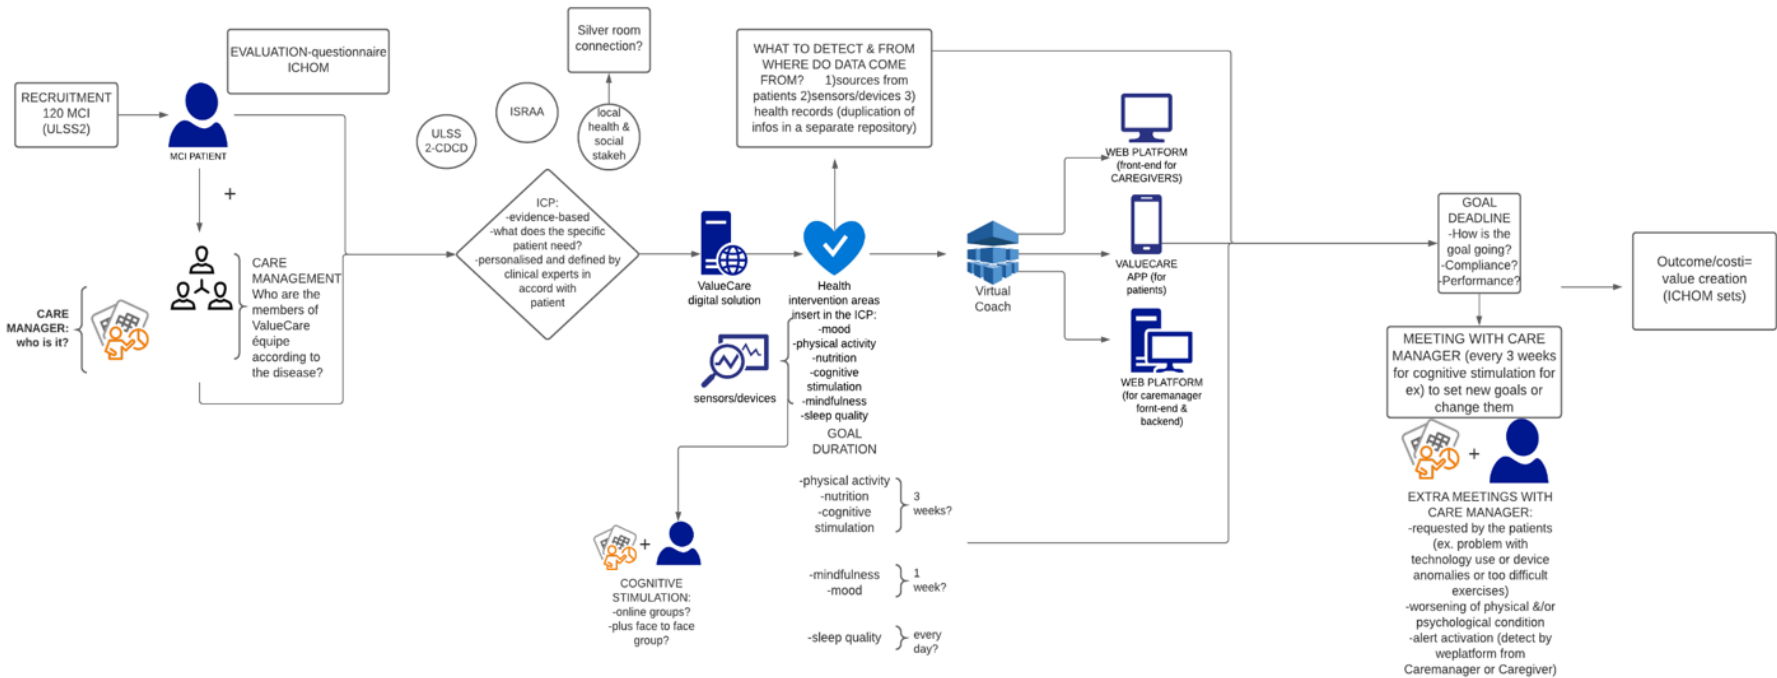 RECRUITMENT
120 MCI
(ULSS2)
EVALUATION-questionnaire
ICHOM
MCI PATIENT
+
CARE
MANAGER:
who is it?
CARE
MANAGEMENT
Who are the
members of
ValueCare
équipe
according to
the disease?
ULSS
2-CDCD
ISRAA
Silver room
connection?
local
health &
social
stakeh
ICP:
-evidence-based
-what does the specific
patient need?
-personalised and defined by
clinical experts in
accord with
patient
ValueCare
digital solution
WHAT TO DETECT & FROM
WHERE DO DATA COME
FROM? 1)sources from
patients 2)sensors/devices 3)
health records (duplication of
infos in a separate repository)
Health
intervention areas
insert in the ICP:
-mood
-physical activity
-nutrition
-cognitive
stimulation
-mindfulness
-sleep quality
sensors/devices
GOAL
DURATION
-physical activity
-nutrition
-cognitive
stimulation
3
weeks?
-mindfulness
-mood
1
week?
-sleep quality
every
day?
+
COGNITIVE
STIMULATION:
-online groups?
-plus face to face
group?
Virtual
Coach
WEB PLATFORM
(front-end for
CAREGIVERS)
VALUECARE
APP (for
patients)
WEB PLATFORM
(for caremanager
fornt-end &
backend)
GOAL
DEADLINE
-How is the
goal going?
-Compliance?
-Performance?
MEETING WITH CARE
MANAGER (every 3 weeks
for cognitive stimulation for
ex) to set new goals or
change them
+
EXTRA MEETINGS WITH
CARE MANAGER:
-requested by the patients
(ex. problem with
technology use or device
anomalies or too difficult
exercises)
-worsening of physical &/or
psychological condition
-alert activation (detect by
weplatform from
Caremanager or Caregiver)
Outcome/costi=
value creation
(ICHOM sets)